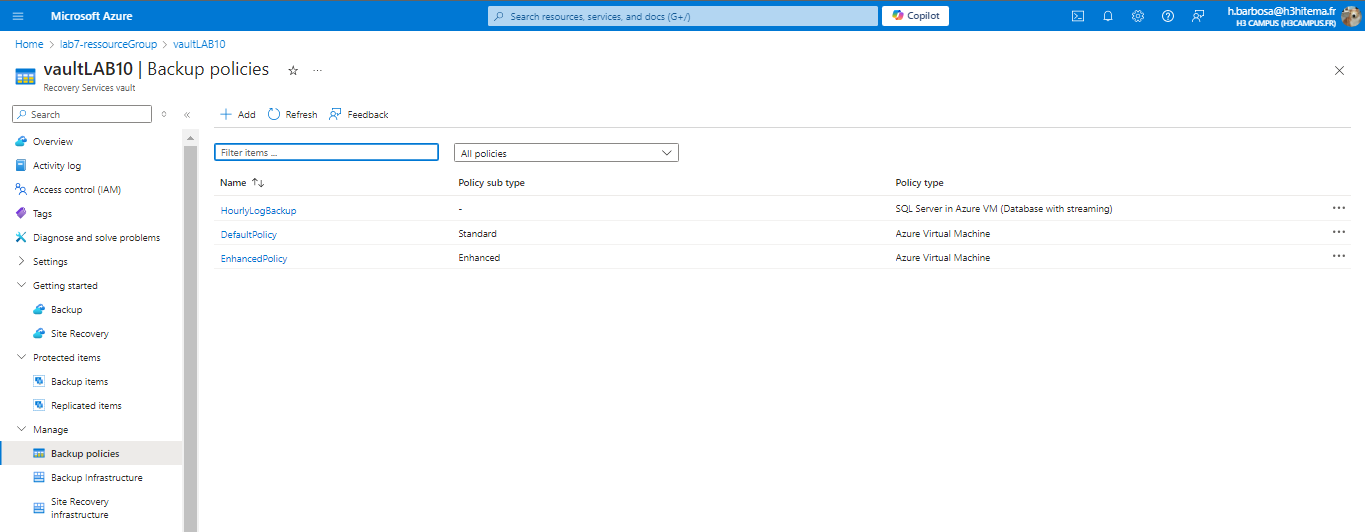 Microsoft Azure
Search resources, services, and docs (G+/)
Copilot
h.barbosa@h3hitema.fr
H3 CAMPUS (H3CAMPUS.FR)
Home > lab7-ressourceGroup > vaultLAB10
vaultLAB10 | Backup policies
Recovery Services vault
Search
Add
Refresh
Feedback
Overview
Activity log
Access control (IAM)
Tags
Diagnose and solve problems
Settings
Getting started
Backup
Site Recovery
Protected items
Backup items
Replicated items
Manage
Backup policies
Backup Infrastructure
Site Recovery
infrastructure
Filter items ...
All policies
Name Policy sub type Policy type
HourlyLogBackup - SQL Server in Azure VM (Database with streaming)
DefaultPolicy Standard Azure Virtual Machine
EnhancedPolicy Enhanced Azure Virtual Machine